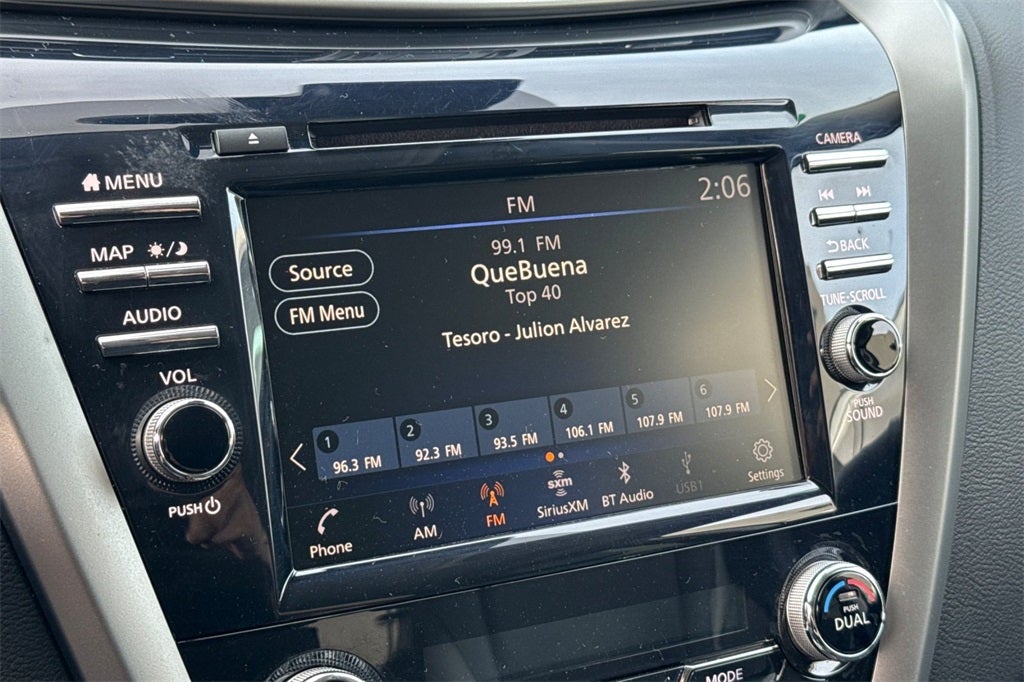 MENU
MAP
AUDIO
VOL
PUSH
FM
2:06
99.1 FM
QueBuena
Top 40
Tesoro - Julion Alvarez
Source
FM Menu
1 96.3 FM
2 92.3 FM
3 93.5 FM
4 106.1 FM
5 107.9 FM
6 107.9 FM
Phone
AM
FM
sxm
SiriusXM
BT Audio
USB1
Settings
CAMERA
BACK
TUNE·SCROLL
PUSH
SOUND
PUSH
DUAL
MODE